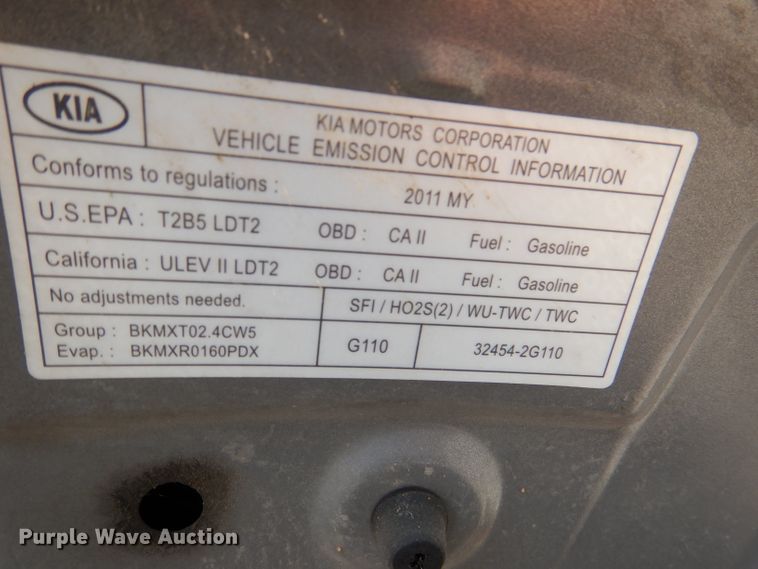 KIA
KIA MOTORS CORPORATION
VEHICLE EMISSION CONTROL INFORMATION
Conforms to regulations : 2011 MY
U.S.EPA : T2B5 LDT2 OBD : CA II Fuel : Gasoline
California : ULEV II LDT2 OBD : CA II Fuel : Gasoline
No adjustments needed. SFI / HO2S(2) / WU-TWC / TWC
Group : BKMXT02.4CW5
Evap. : BKMXR0160PDX
G110 32454-2G110
Purple Wave Auction®